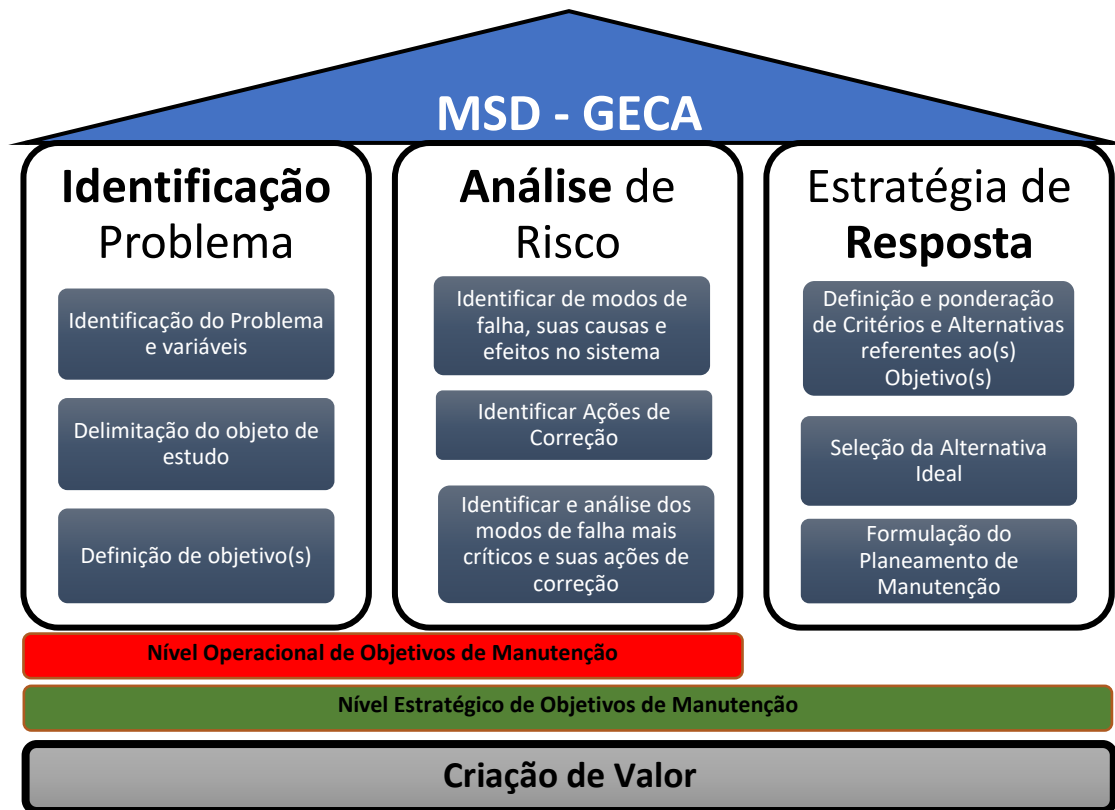 MSD - GECA
Identificação
Problema
Identificação do Problema
e variáveis
Delimitação do objeto de
estudo
Definição de objetivo(s)
Análise de
Risco
Identificar de modos de
falha, suas causas e
efeitos no sistema
Identificar Ações de
Correção
Identificar e análise dos
modos de falha mais
críticos e suas ações de
correção
Estratégia de
Resposta
Definição e ponderação
de Critérios e Alternativas
referentes ao(s)
Objetivo(s)
Seleção da Alternativa
Ideal
Formulação do
Planeamento de
Manutenção
Nível Operacional de Objetivos de Manutenção
Nível Estratégico de Objetivos de Manutenção
Criação de Valor